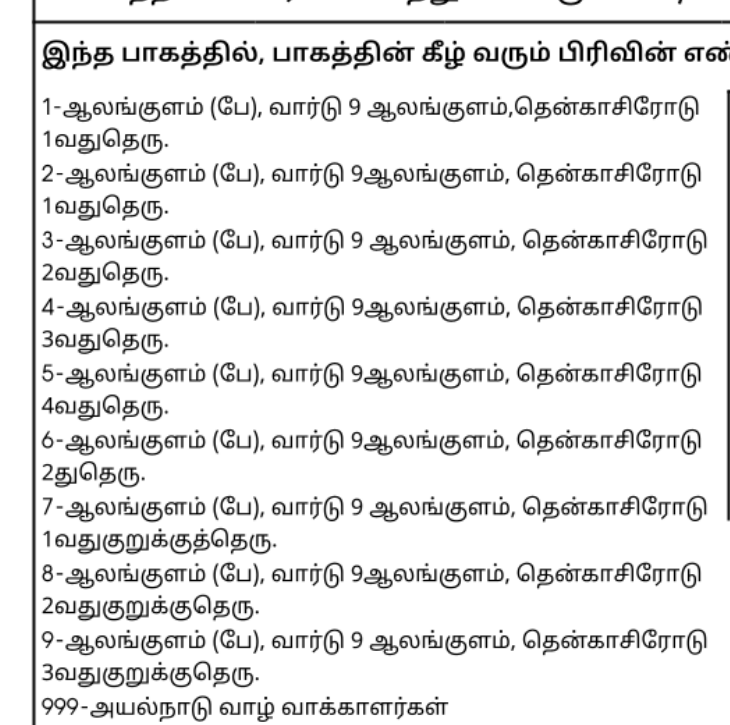 இந்த பாகத்தில், பாகத்தின் கீழ் வரும் பிரிவின்
1-ஆலங்குளம் (பே), வார்டு 9 ஆலங்குளம்,தென்காசிரோடு
1வதுதெரு.
2-ஆலங்குளம் (பே), வார்டு 9ஆலங்குளம், தென்காசிரோடு
1வதுதெரு.
3-ஆலங்குளம் (பே), வார்டு 9 ஆலங்குளம், தென்காசிரோடு
2வதுதெரு.
4-ஆலங்குளம் (பே), வார்டு 9ஆலங்குளம், தென்காசிரோடு
3வதுதெரு.
5-ஆலங்குளம் (பே), வார்டு 9ஆலங்குளம், தென்காசிரோடு
4வதுதெரு.
6-ஆலங்குளம் (பே), வார்டு 9ஆலங்குளம், தென்காசிரோடு
2துதெரு.
7-ஆலங்குளம் (பே), வார்டு 9 ஆலங்குளம், தென்காசிரோடு
1வதுகுறுக்குத்தெரு.
8-ஆலங்குளம் (பே), வார்டு 9ஆலங்குளம், தென்காசிரோடு
2வதுகுறுக்குதெரு.
9-ஆலங்குளம் (பே), வார்டு 9 ஆலங்குளம், தென்காசிரோடு
3வதுகுறுக்குதெரு.
999-அயல்நாடு வாழ் வாக்காளர்கள்